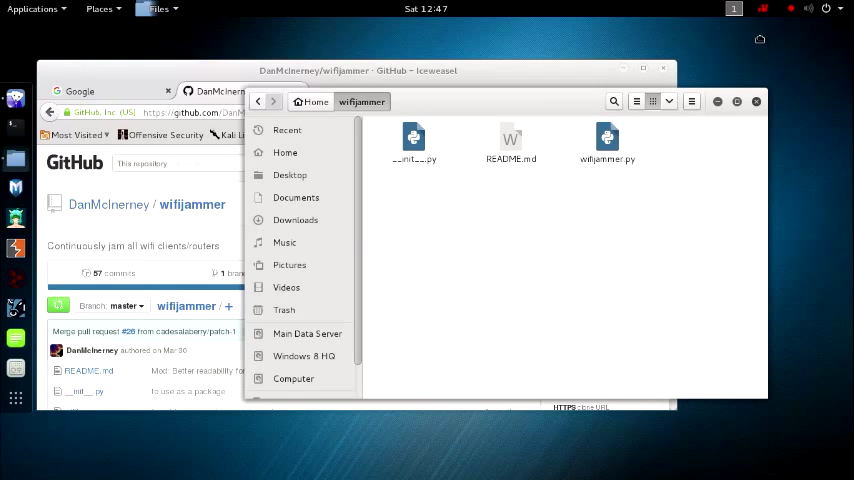 Applications ▾ Places ▾ Files ▾ Sat 12:47 1
DanMcInerney/wifijammer · GitHub - Iceweasel
Google
DanMcInern
GitHub, Inc. (US) https://github.com/DanM
Most Visited ▾ Offensive Security Kali Li
GitHub This repository
DanMcInerney / wifijammer
Continuously jam all wifi clients/routers
57 commits 1 bran
Branch: master ▾ wifijammer / +
Merge pull request #26 from cadesalaberry/patch-1
DanMcInerney authored on Mar 30
README.md Mod: Better readability fo
__init__.py to use as a package
HTTPS clone URL
Home wifijammer
Recent
Home
Desktop
Documents
Downloads
Music
Pictures
Videos
Trash
Main Data Server
Windows 8 HQ
Computer
__init__.py
W
README.md
wifijammer.py